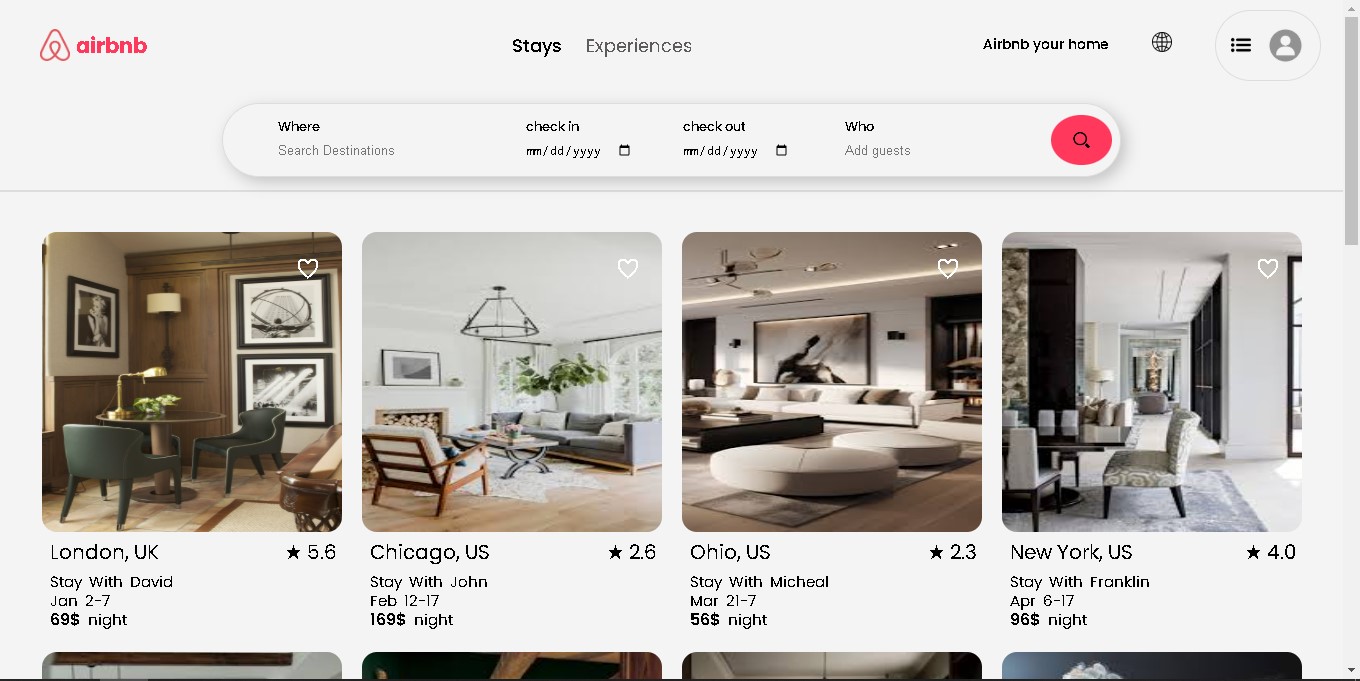 airbnb
Stays Experiences
Airbnb your home
Where
Search Destinations
check in
mm/dd/yyyy
check out
mm/dd/yyyy
Who
Add guests
London, UK ★ 5.6
Stay With David
Jan 2-7
69$ night
Chicago, US ★ 2.6
Stay With John
Feb 12-17
169$ night
Ohio, US ★ 2.3
Stay With Micheal
Mar 21-7
56$ night
New York, US ★ 4.0
Stay With Franklin
Apr 6-17
96$ night